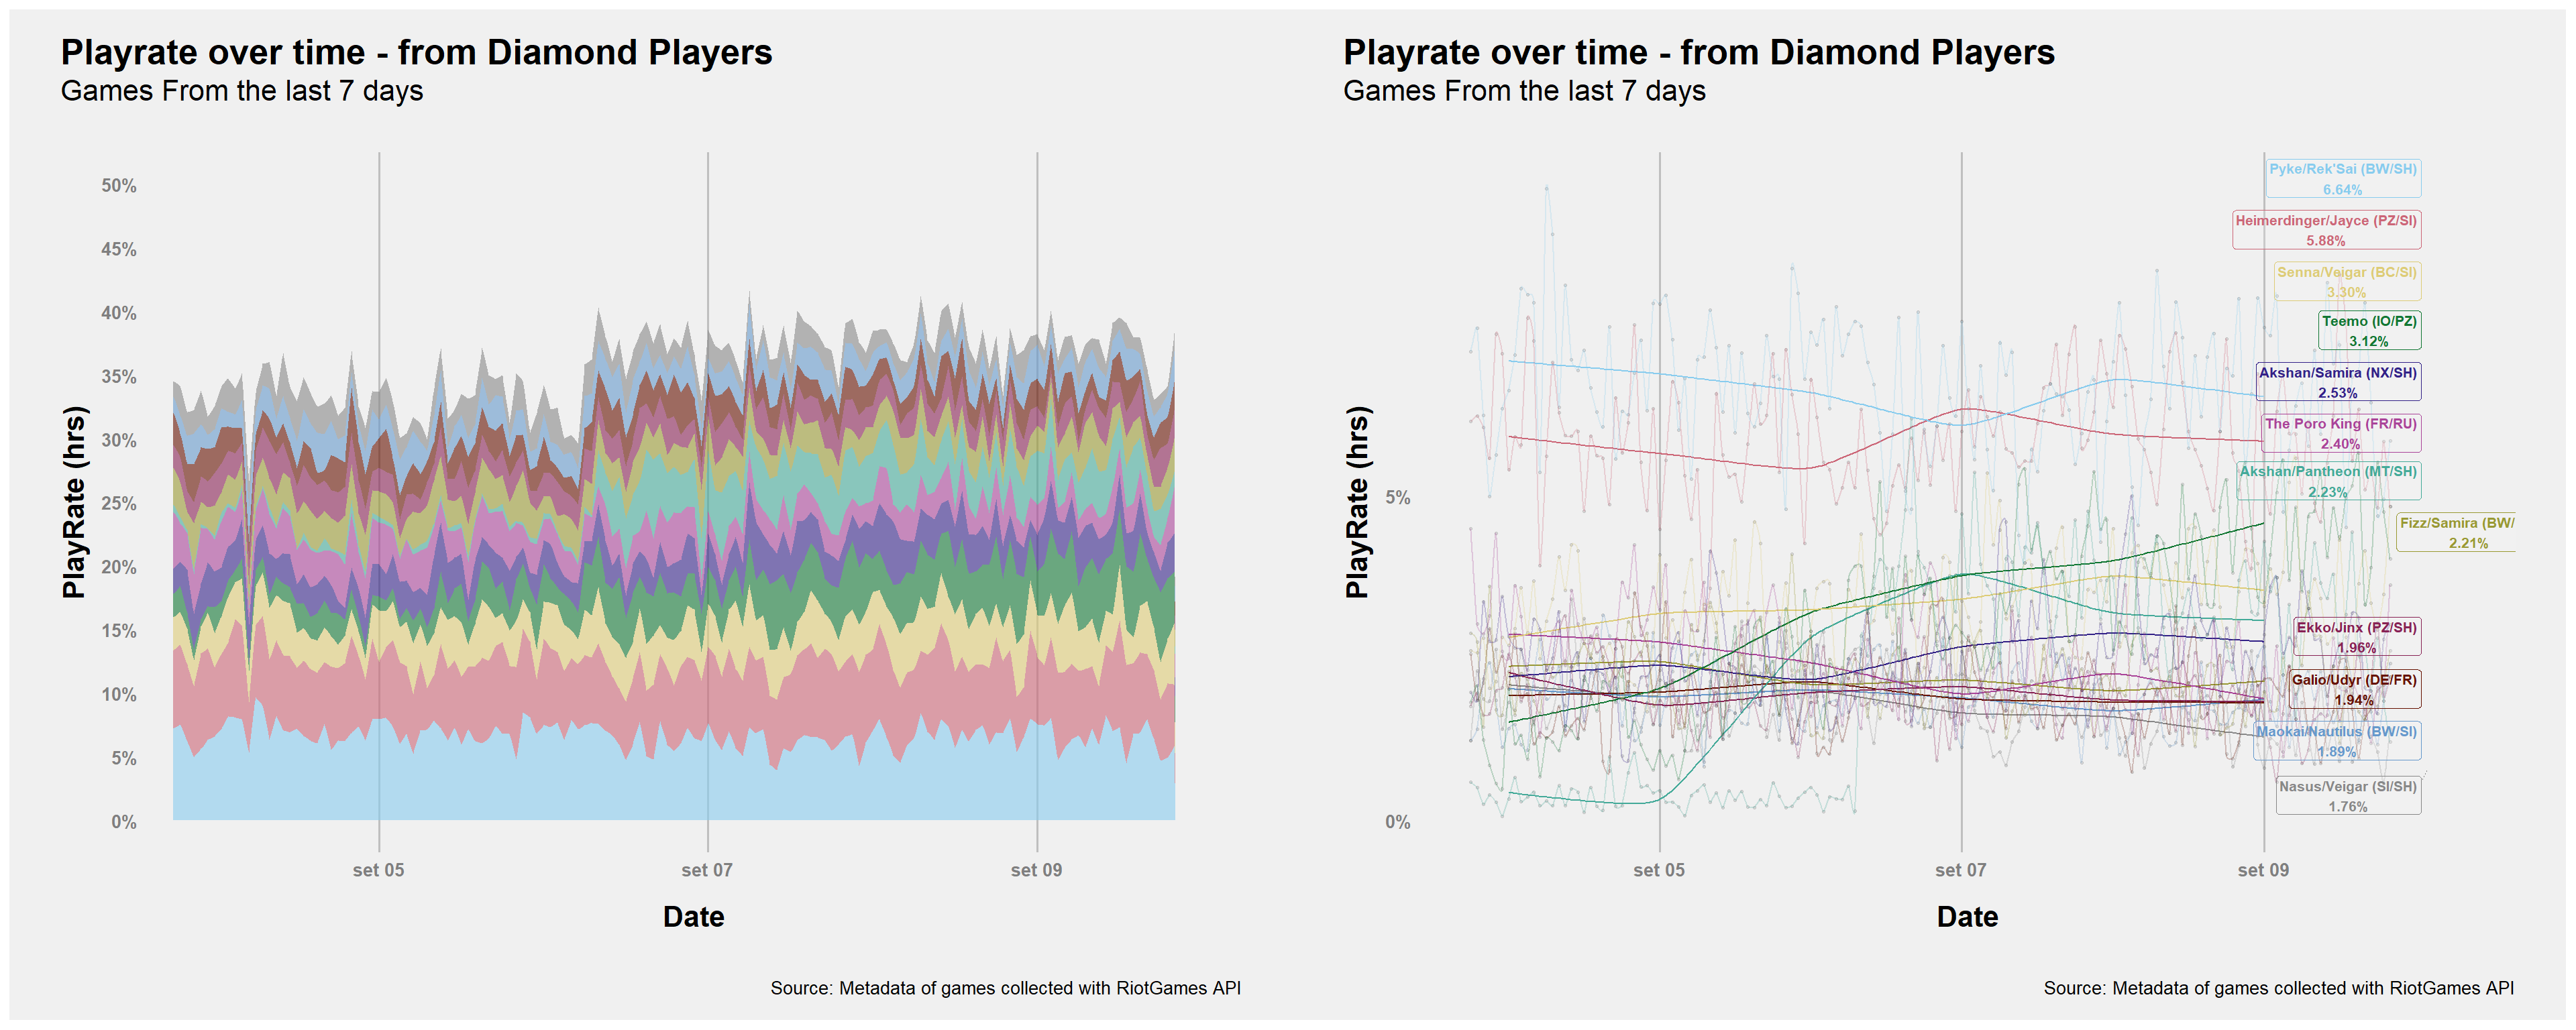 Playrate over time - from Diamond Players
Games From the last 7 days
50%
45%
40%
35%
30%
25%
20%
15%
10%
5%
0%
PlayRate (hrs)
set 05
set 07
set 09
Date
Source: Metadata of games collected with RiotGames API
Playrate over time - from Diamond Players
Games From the last 7 days
5%
0%
PlayRate (hrs)
Pyke/Rek'Sai (BW/SH)
6.64%
Heimerdinger/Jayce (PZ/SI)
5.88%
Senna/Veigar (BC/SI)
3.30%
Teemo (IO/PZ)
3.12%
Akshan/Samira (NX/SH)
2.53%
The Poro King (FR/RU)
2.40%
Akshan/Pantheon (MT/SH)
2.23%
Fizz/Samira (BW/
2.21%
Ekko/Jinx (PZ/SH)
1.96%
Galio/Udyr (DE/FR)
1.94%
Maokai/Nautilus (BW/SI)
1.89%
Nasus/Veigar (SI/SH)
1.76%
set 05
set 07
set 09
Date
Source: Metadata of games collected with RiotGames API